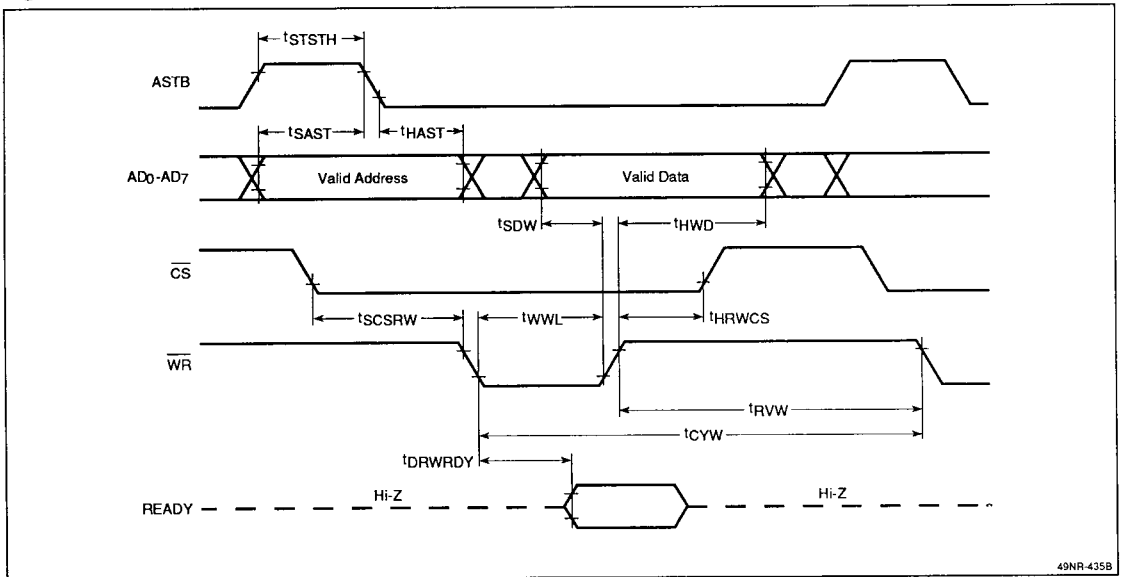 tSTSTH
ASTB
tSAST
tHAST
AD0-AD7
Valid Address
Valid Data
tSDW
tHWD
CS
tSCSRW
tWWL
tHRWCS
WR
tRVW
tCYW
tDRWRDY
READY
Hi-Z
Hi-Z
49NR-435B